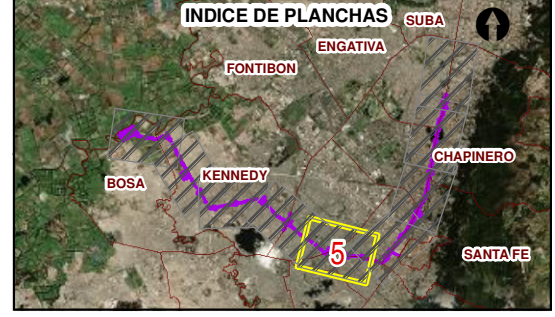 INDICE DE PLANCHAS
SUBA
ENGATIVA
FONTIBON
CHAPINERO
KENNEDY
BOSA
SANTA FE
5